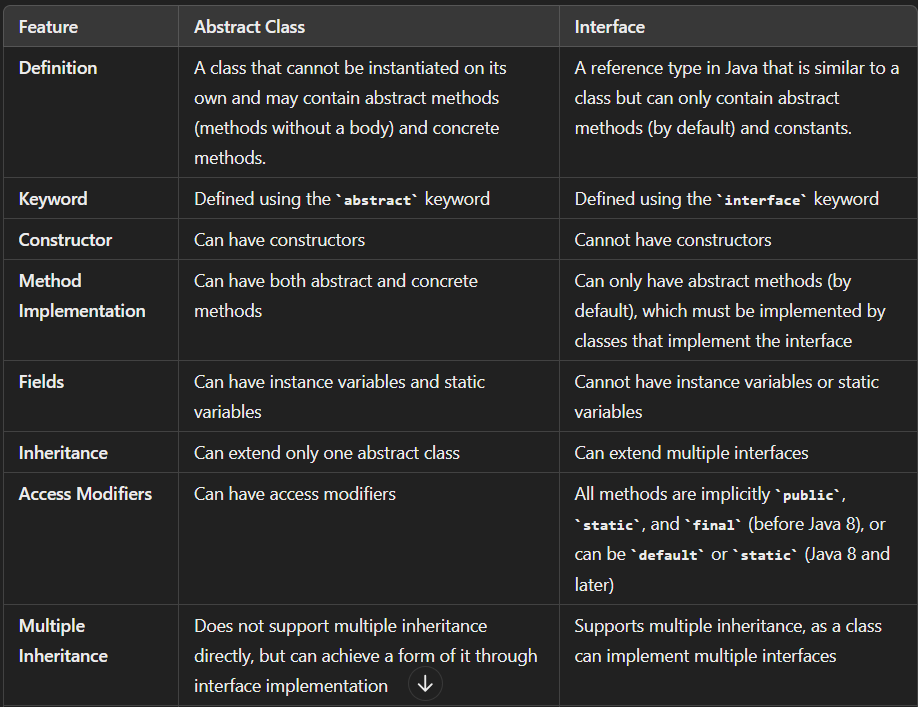 Feature Abstract Class Interface
Definition A class that cannot be instantiated on its A reference type in Java that is similar to a
own and may contain abstract methods class but can only contain abstract
(methods without a body) and concrete methods (by default) and constants.
methods.
Keyword Defined using the `abstract` keyword Defined using the `interface` keyword
Constructor Can have constructors Cannot have constructors
Method Can have both abstract and concrete Can only have abstract methods (by
Implementation methods default), which must be implemented by
classes that implement the interface
Fields Can have instance variables and static Cannot have instance variables or static
variables variables
Inheritance Can extend only one abstract class Can extend multiple interfaces
Access Modifiers Can have access modifiers All methods are implicitly `public`,
`static`, and `final` (before Java 8), or
can be `default` or `static` (Java 8 and
later)
Multiple Does not support multiple inheritance Supports multiple inheritance, as a class
Inheritance directly, but can achieve a form of it through can implement multiple interfaces
interface implementation